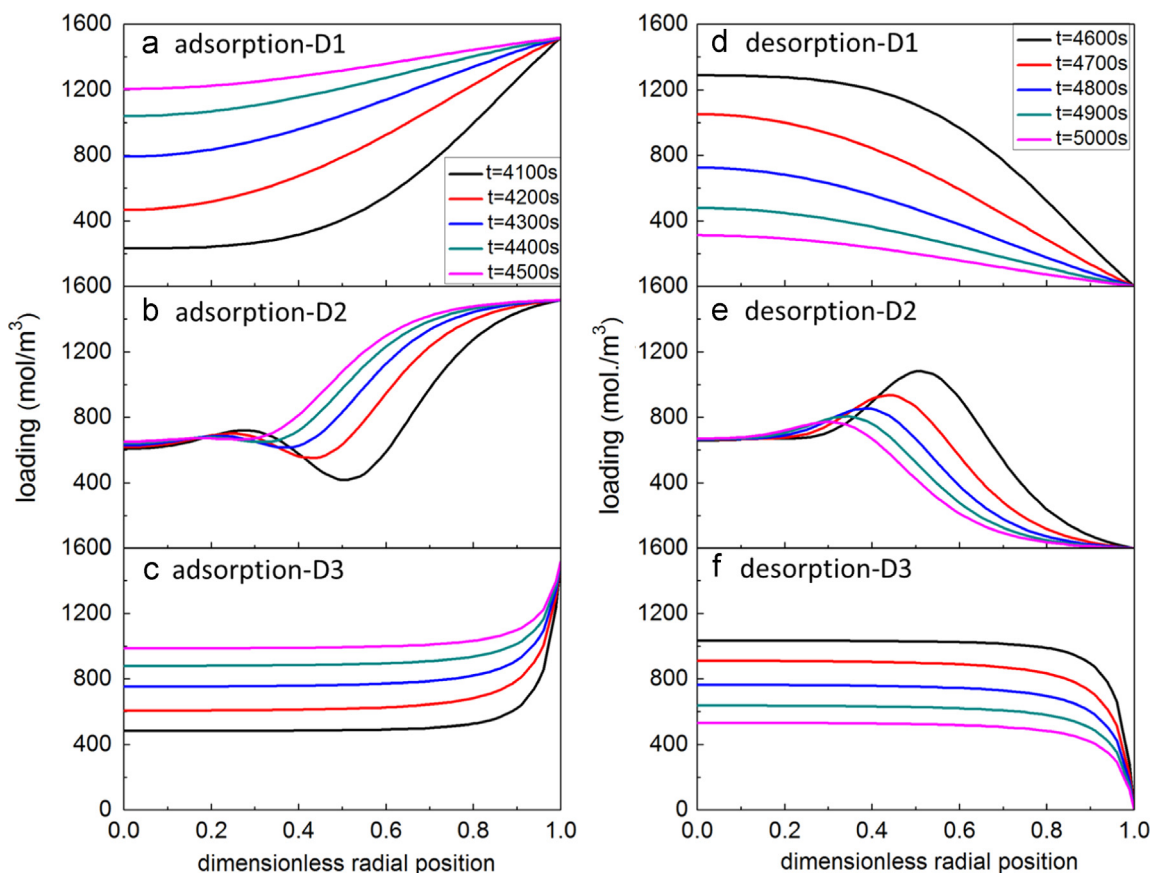 a adsorption-D1
1600
1200
800
400
1600
t=4100s
t=4200s
t=4300s
t=4400s
t=4500s
b adsorption-D2
1200
800
400
1600
loading (mol/m³)
c adsorption-D3
1200
800
400
0
0.0 0.2 0.4 0.6 0.8 1.0
dimensionless radial position
d desorption-D1
1600
1200
800
400
1600
t=4600s
t=4700s
t=4800s
t=4900s
t=5000s
e desorption-D2
1200
800
400
1600
loading (mol./m³)
f desorption-D3
1200
800
400
0
0.0 0.2 0.4 0.6 0.8 1.0
dimensionless radial position